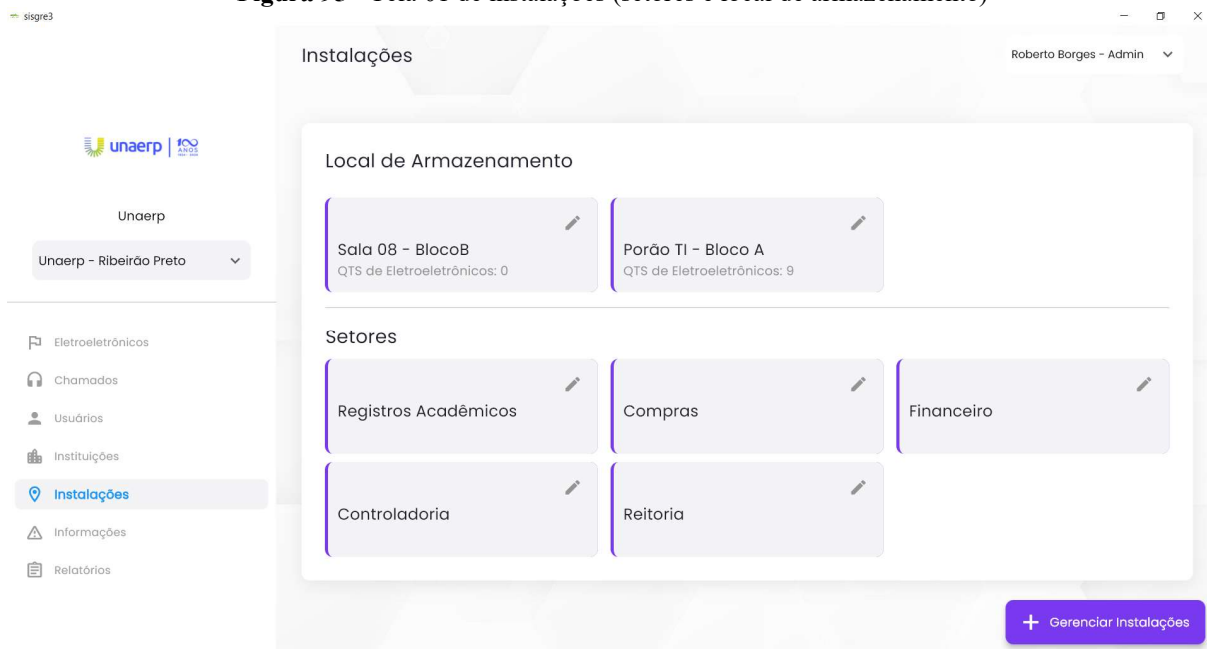 sisgre3
Instalações
Roberto Borges - Admin
unaerp
100
ANOS
Unaerp
Unaerp - Ribeirão Preto
Eletroeletrônicos
Chamados
Usuários
Instituições
Instalações
Informações
Relatórios
Local de Armazenamento
Sala 08 - BlocoB
QTS de Eletroeletrônicos: 0
Porão TI - Bloco A
QTS de Eletroeletrônicos: 9
Setores
Registros Acadêmicos
Compras
Financeiro
Controladoria
Reitoria
+ Gerenciar Instalações